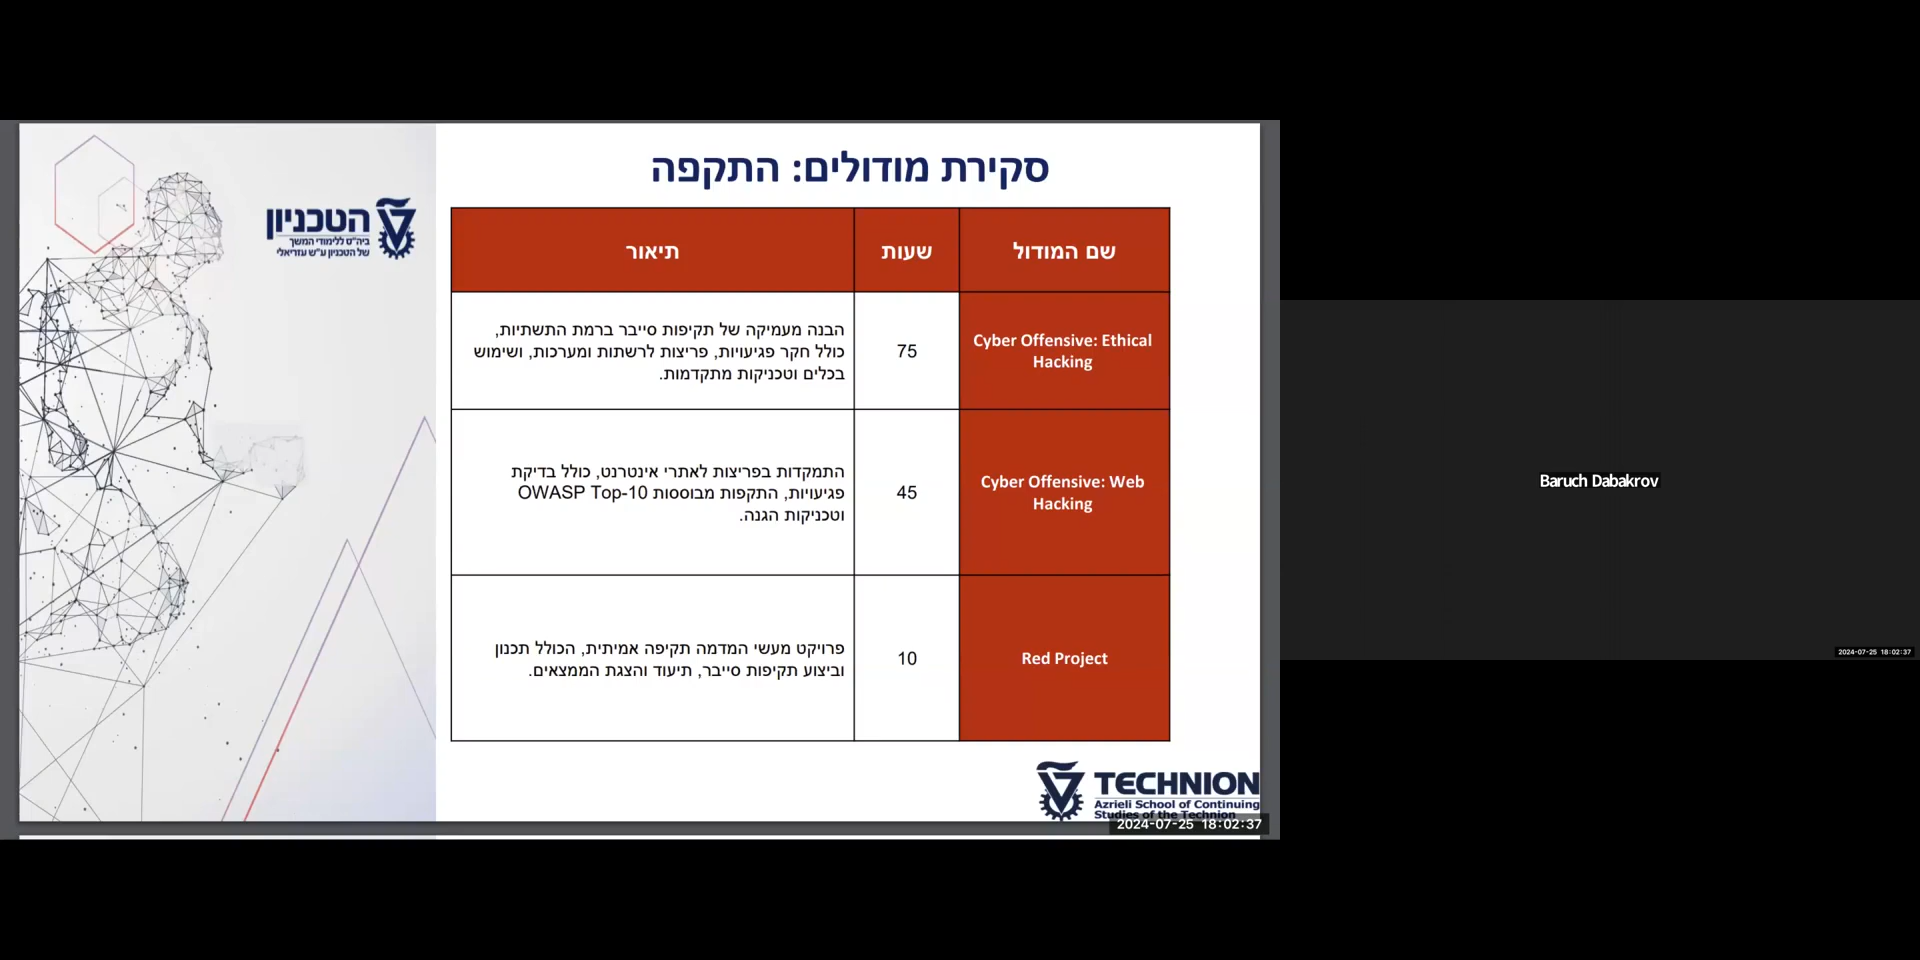 סקירת מודולים: התקפה
הטכניון
ביה"ס ללימודי המשך
של הטכניון ע"ש עזריאלי
שם המודול
שעות
תיאור
Cyber Offensive: Ethical
Hacking
75
הבנה מעמיקה של תקיפות סייבר ברמת התשתיות,
כולל חקר פגיעויות, פריצות לרשתות ומערכות, ושימוש
בכלים וטכניקות מתקדמות.
Cyber Offensive: Web
Hacking
45
התמקדות בפריצות לאתרי אינטרנט, כולל בדיקת
פגיעויות, התקפות מבוססות OWASP Top-10
וטכניקות הגנה.
Red Project
10
פרויקט מעשי המדמה תקיפה אמיתית, הכולל תכנון
וביצוע תקיפות סייבר, תיעוד והצגת הממצאים.
TECHNION
Azrieli School of Continuing
Studies of the Technion
2024-07-25 18:02:37
Baruch Dabakrov
2024-07-25 18:02:37